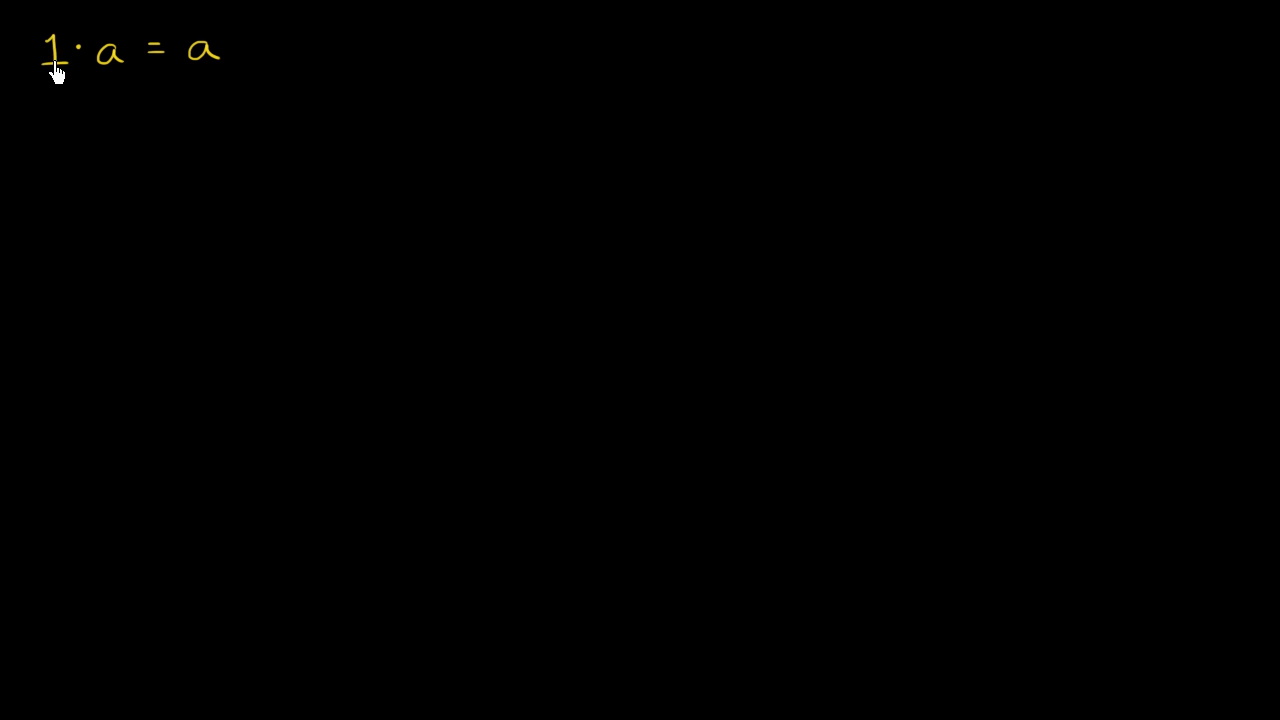 1 · a = a